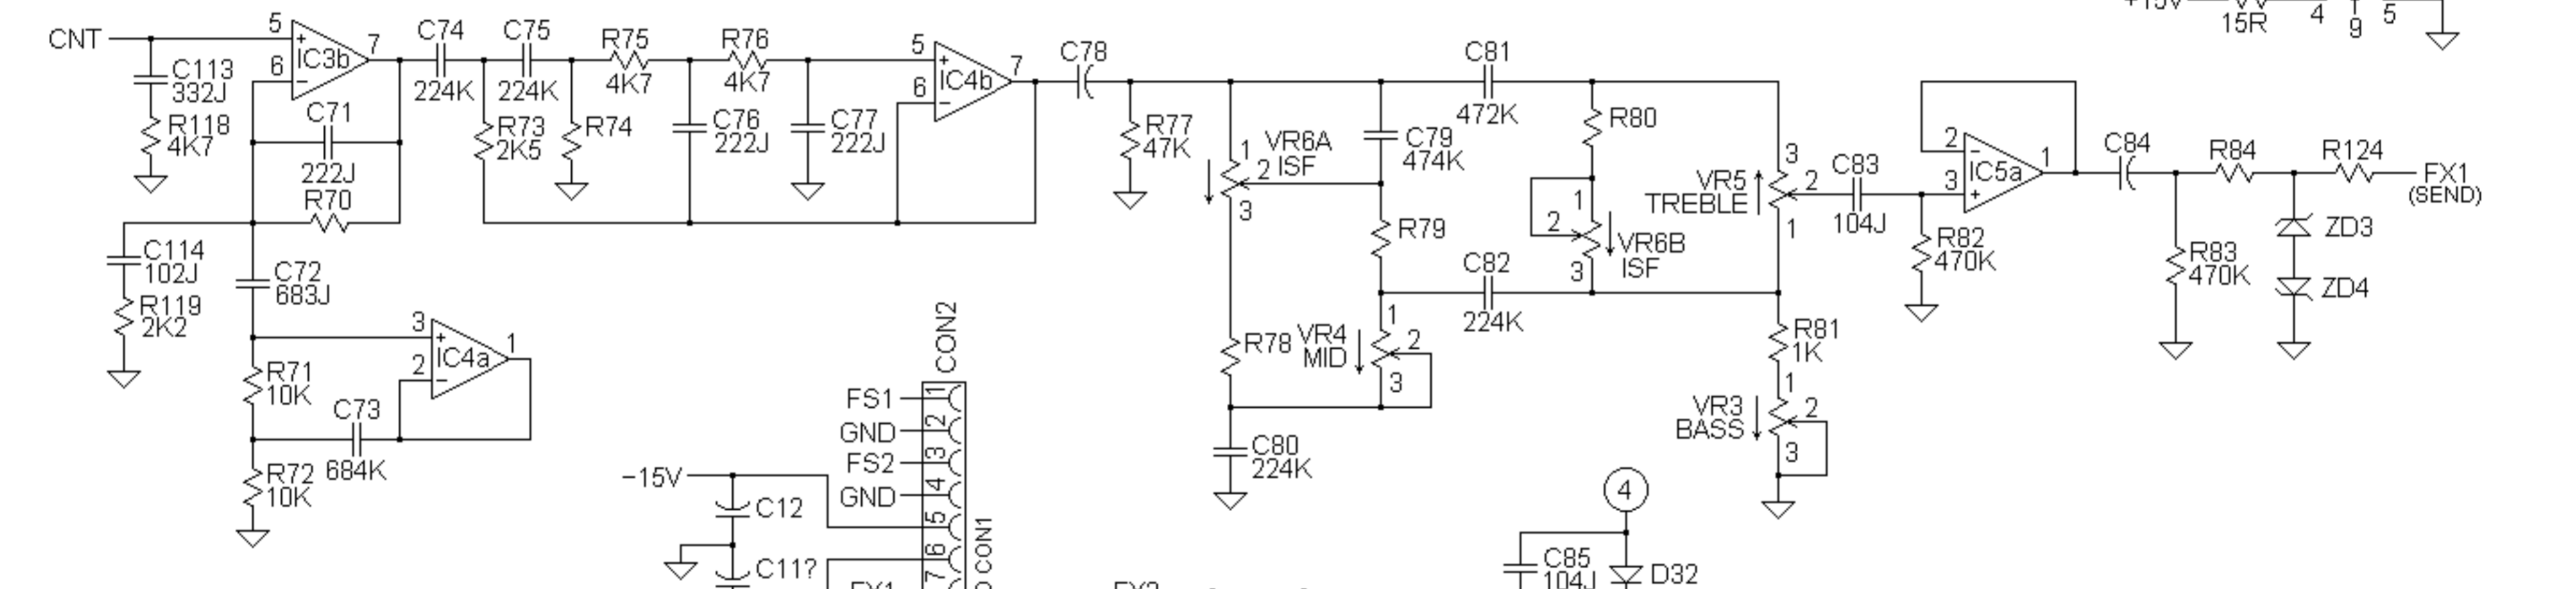 CNT
C113
332J
R118
4K7
5
6
+
−
IC3b
7
C71
222J
R70
C114
102J
R119
2K2
C72
683J
R71
10K
R72
10K
C73
684K
3
2
+
−
IC4a
1
C74
224K
C75
224K
R73
2K5
R74
R75
4K7
R76
4K7
C76
222J
C77
222J
5
6
+
−
IC4b
7
C78
R77
47K
1
2
3
VR6A
ISF
C79
474K
R79
R78
VR4
MID
1
2
3
C80
224K
C81
472K
R80
1
2
3
VR6B
ISF
C82
224K
3
2
1
VR5
TREBLE
R81
1K
1
2
3
VR3
BASS
C83
104J
R82
470K
2
3
−
+
IC5a
1
C84
R83
470K
R84
R124
ZD3
ZD4
FX1
(SEND)
15R
4
9
5
CON2
FS1
GND
FS2
GND
1
2
3
4
5
6
7
CON1
−15V
C12
C11?
4
C85
104J
D32